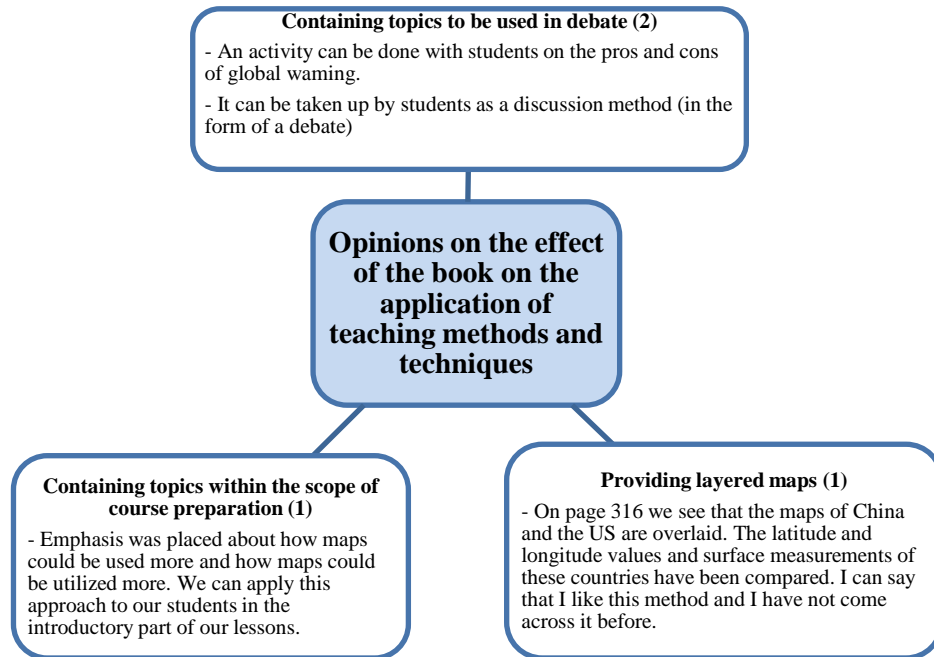 Containing topics to be used in debate (2)
- An activity can be done with students on the pros and cons
of global waming.
- It can be taken up by students as a discussion method (in the
form of a debate)
Opinions on the effect
of the book on the
application of
teaching methods and
techniques
Containing topics within the scope of
course preparation (1)
- Emphasis was placed about how maps
could be used more and how maps could
be utilized more. We can apply this
approach to our students in the
introductory part of our lessons.
Providing layered maps (1)
- On page 316 we see that the maps of China
and the US are overlaid. The latitude and
longitude values and surface measurements of
these countries have been compared. I can say
that I like this method and I have not come
across it before.